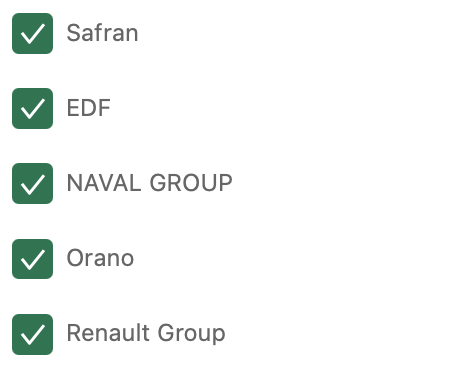 Safran
EDF
NAVAL GROUP
Orano
Renault Group